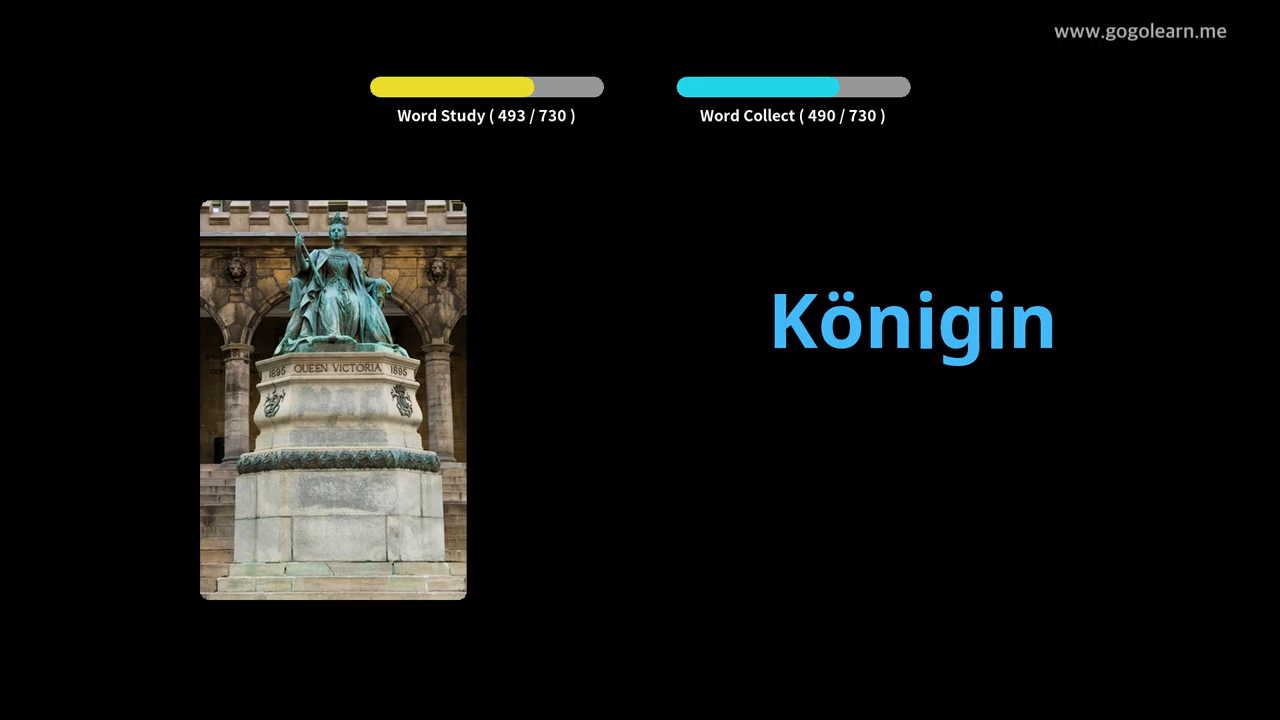 www.gogolearn.me
Word Study ( 493 / 730 )
Word Collect ( 490 / 730 )
Königin
1895 QUEEN VICTORIA 1895